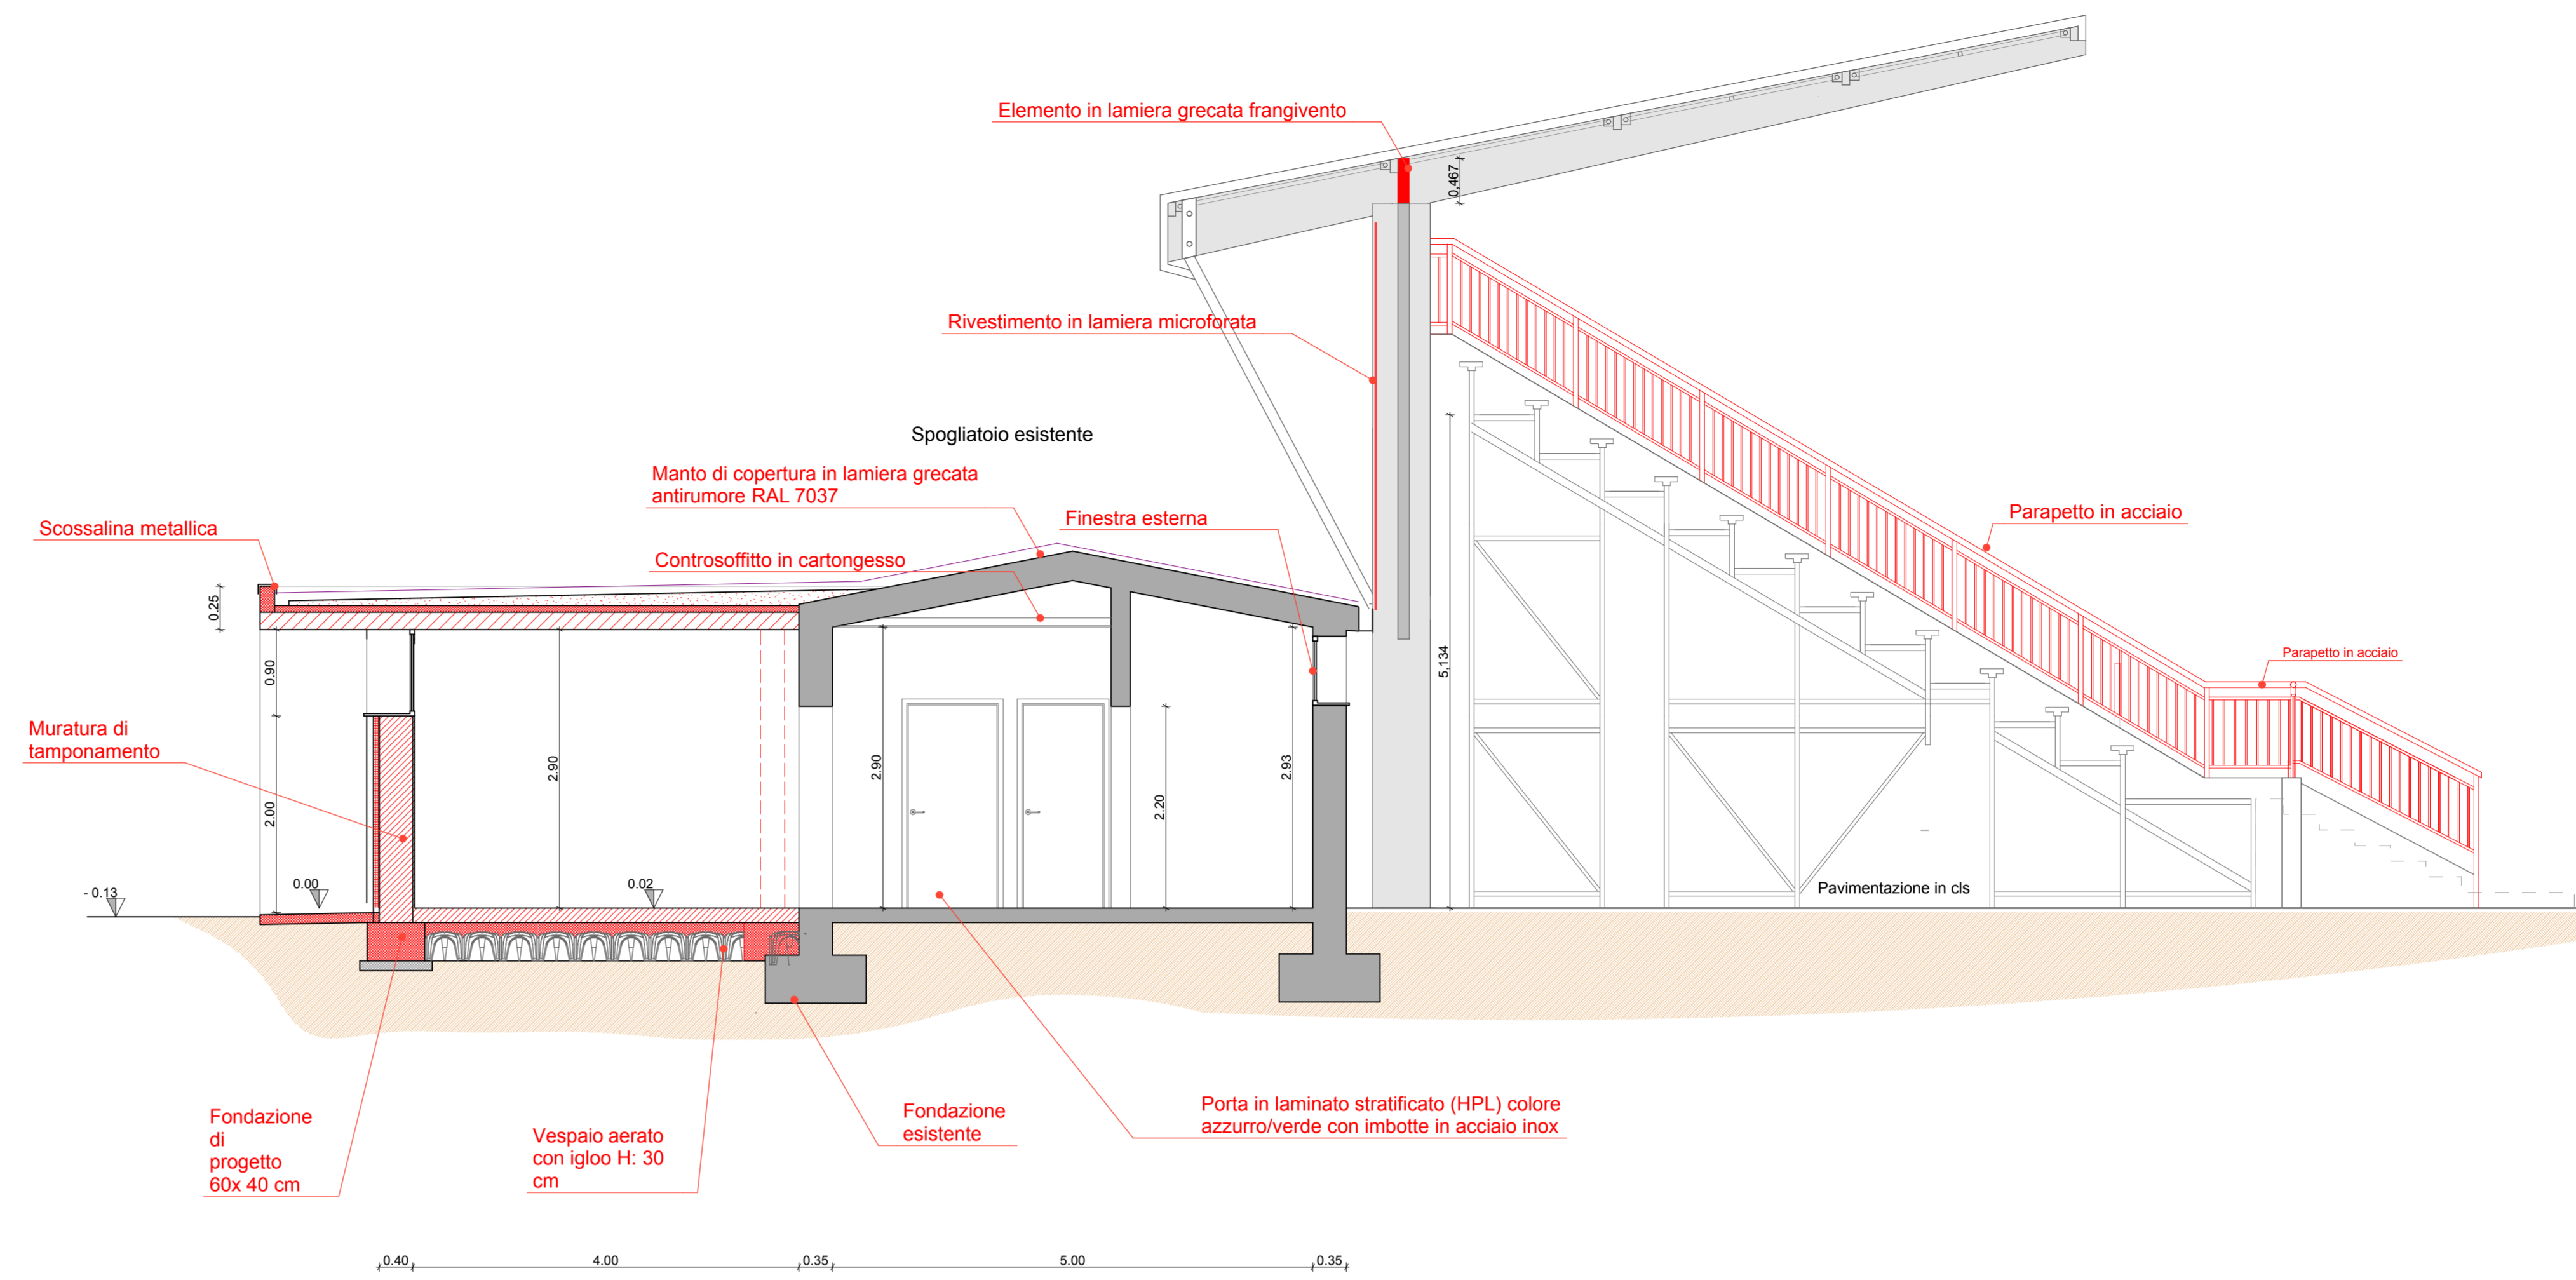 Elemento in lamiera grecata frangivento
0,467
Rivestimento in lamiera microforata
Spogliatoio esistente
Manto di copertura in lamiera grecata
antirumore RAL 7037
Finestra esterna
Parapetto in acciaio
Scossalina metallica
Controsoffitto in cartongesso
0.25
0.90
5,134
Parapetto in acciaio
Muratura di
tamponamento
2.00
2.90
2.90
2.20
2.93
- 0.13
0.00
0.02
Pavimentazione in cls
Fondazione
di
progetto
60x 40 cm
Vespaio aerato
con igloo H: 30
cm
Fondazione
esistente
Porta in laminato stratificato (HPL) colore
azzurro/verde con imbotte in acciaio inox
0.40
4.00
0.35
5.00
0.35